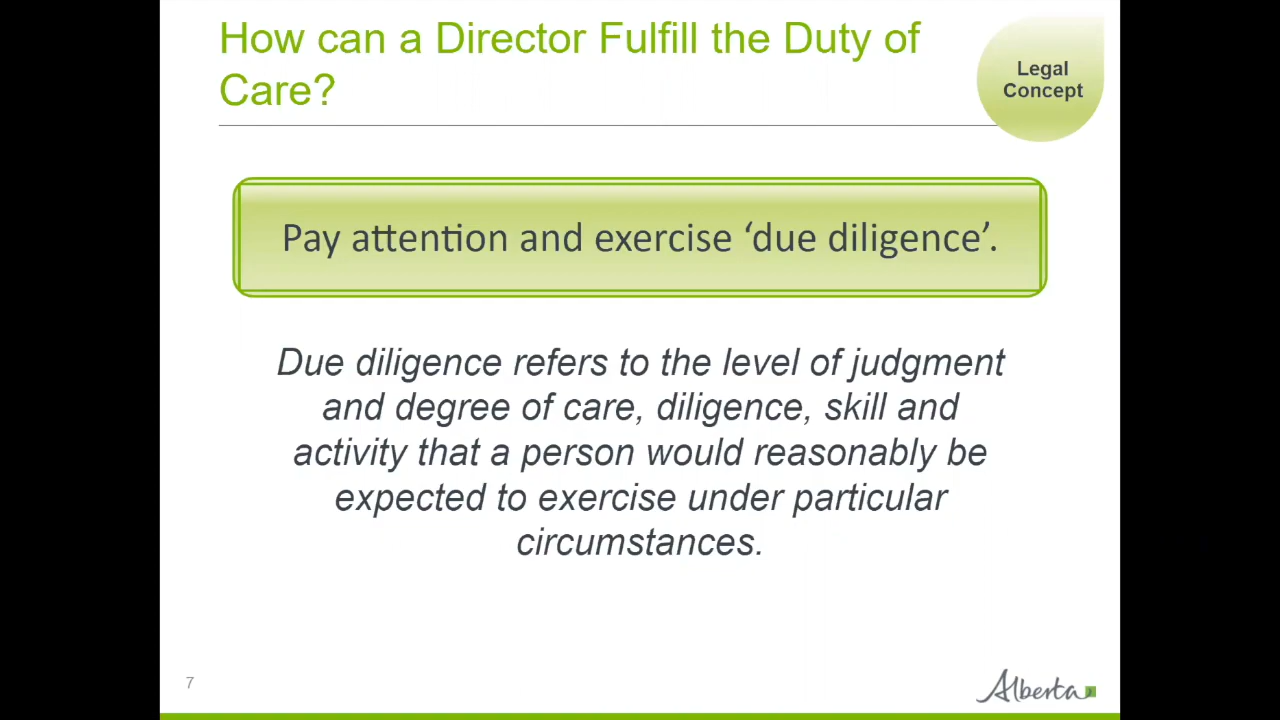 How can a Director Fulfill the Duty of
Care?
Legal
Concept
Pay attention and exercise ‘due diligence’.
Due diligence refers to the level of judgment
and degree of care, diligence, skill and
activity that a person would reasonably be
expected to exercise under particular
circumstances.
7
Alberta